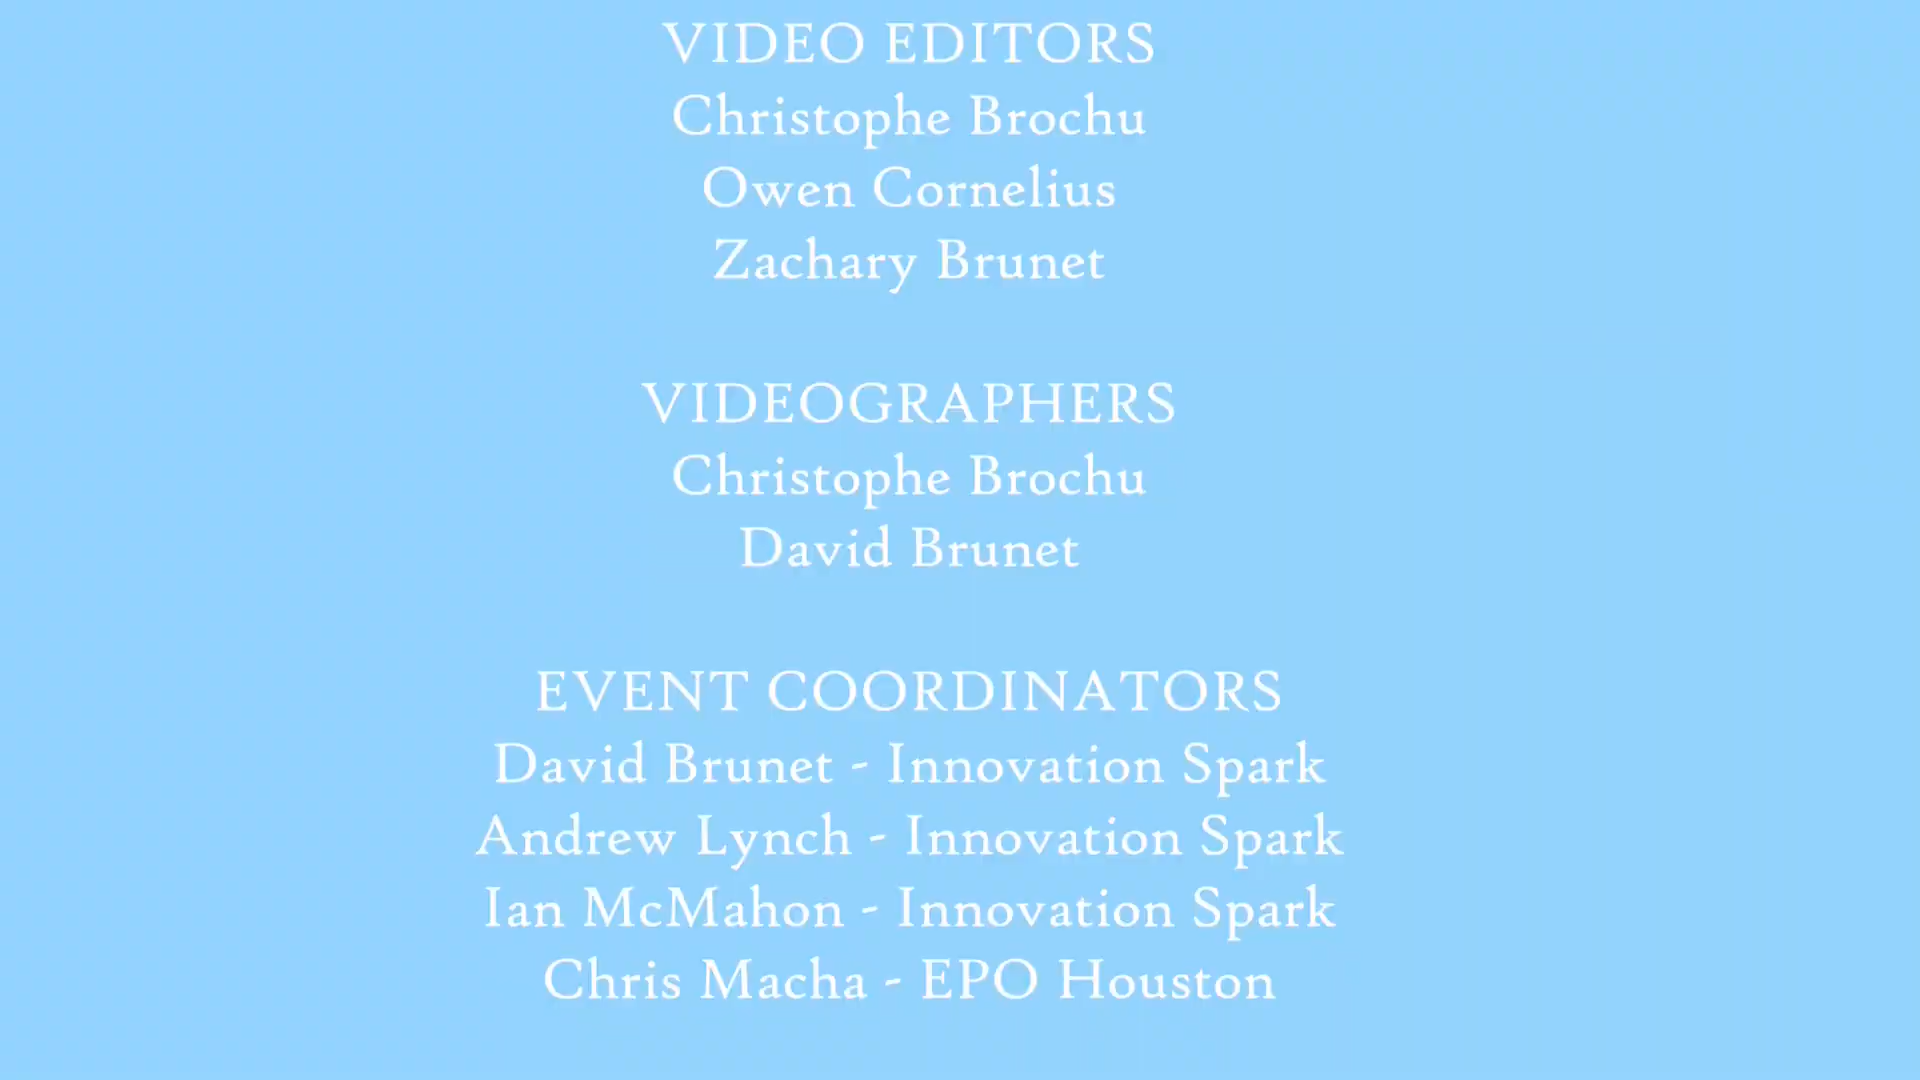 VIDEO EDITORS
Christophe Brochu
Owen Cornelius
Zachary Brunet
VIDEOGRAPHERS
Christophe Brochu
David Brunet
EVENT COORDINATORS
David Brunet - Innovation Spark
Andrew Lynch - Innovation Spark
Ian McMahon - Innovation Spark
Chris Macha - EPO Houston